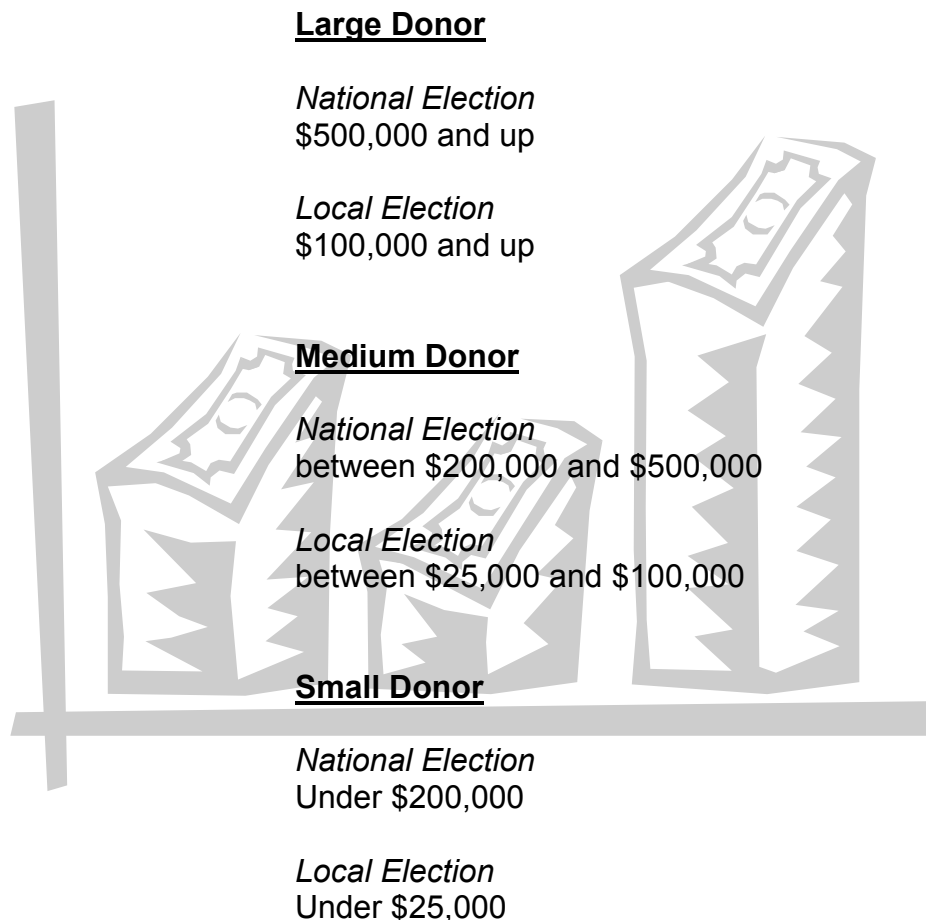 Large Donor
National Election
$500,000 and up
Local Election
$100,000 and up
Medium Donor
National Election
between $200,000 and $500,000
Local Election
between $25,000 and $100,000
Small Donor
National Election
Under $200,000
Local Election
Under $25,000